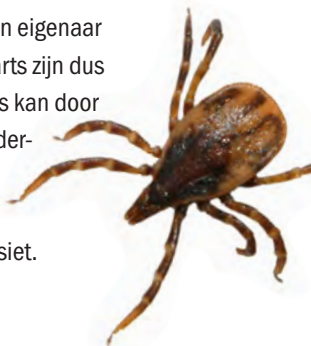 n eigenaar
arts zijn dus
s kan door
der-
siet.